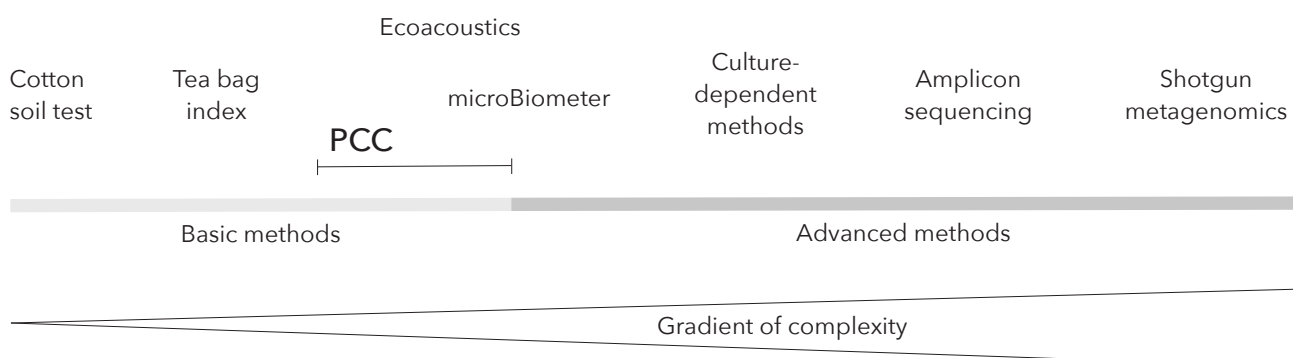 Ecoacoustics
Cotton
soil test
Tea bag
index
microBiometer
Culture-
dependent
methods
Amplicon
sequencing
Shotgun
metagenomics
PCC
Basic methods
Advanced methods
Gradient of complexity